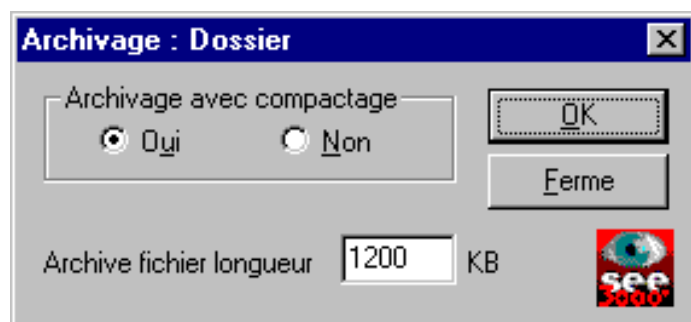 Archivage : Dossier
Archivage avec compactage
Oui
Non
OK
Ferme
Archive fichier longueur 1200 KB
see
3000